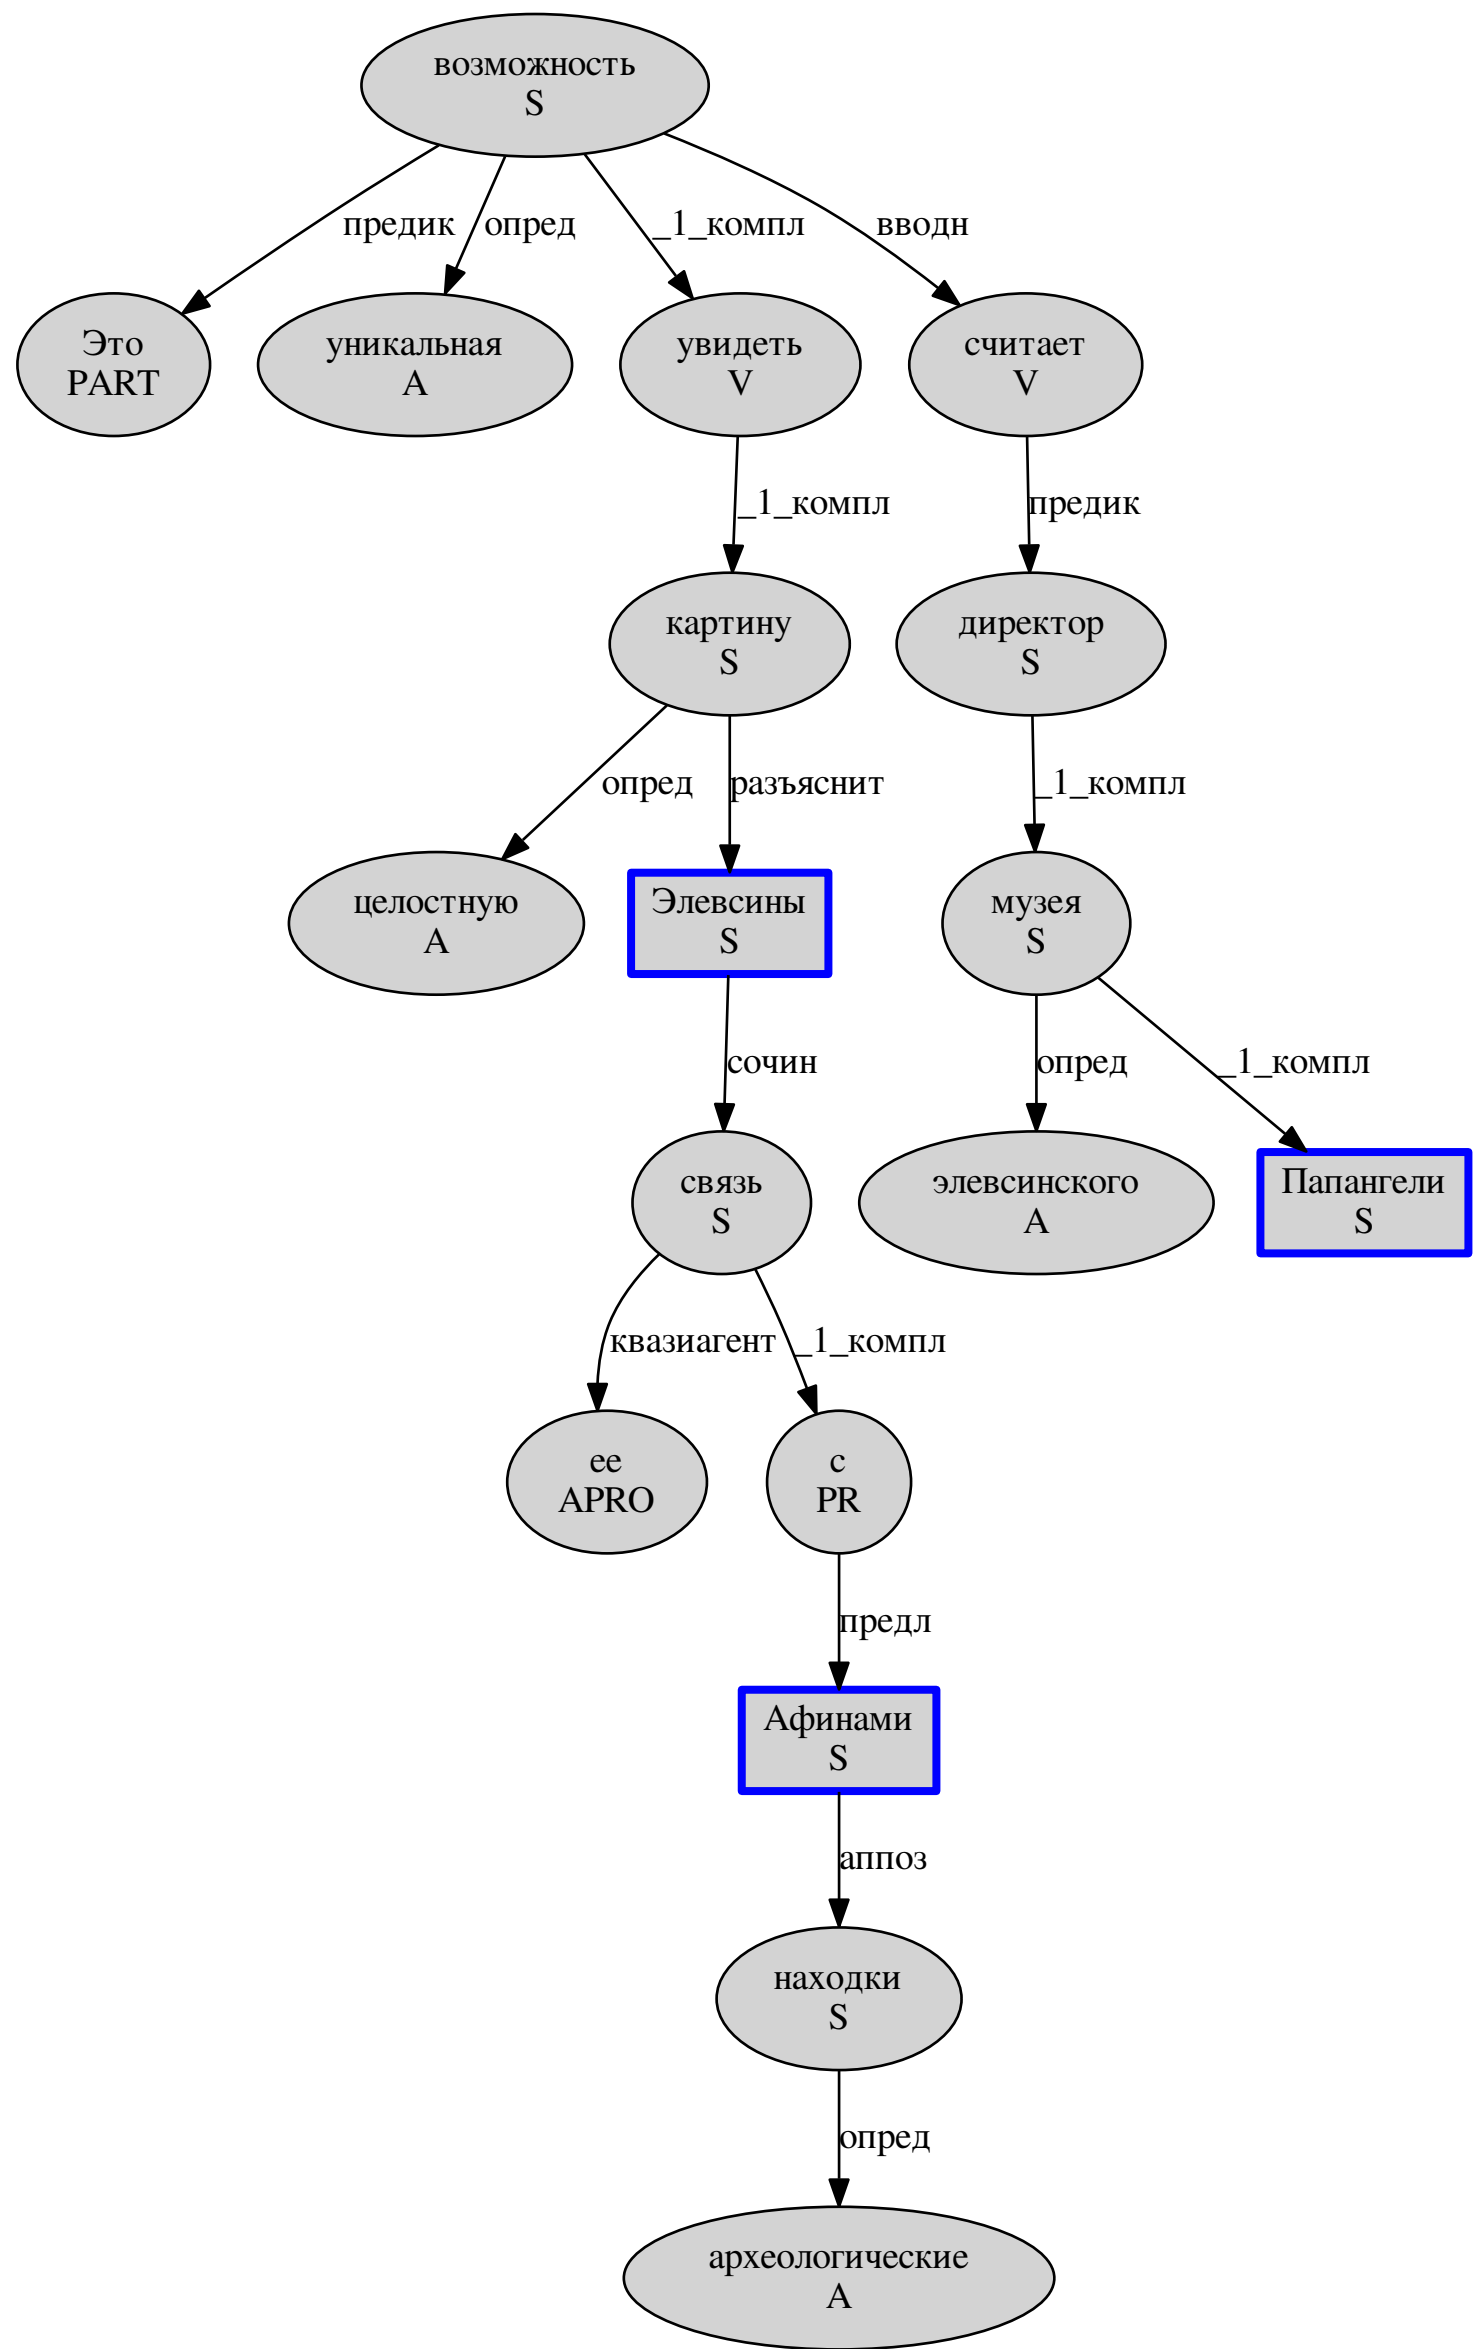 возможность
S
предик
опред
_1_компл
вводн
Это
PART
уникальная
A
увидеть
V
считает
V
_1_компл
предик
картину
S
директор
S
опред
разъяснит
_1_компл
целостную
A
Элевсины
S
музея
S
сочин
опред
_1_компл
связь
S
элевсинского
A
Папангели
S
квазиагент
_1_компл
ее
APRO
с
PR
предл
Афинами
S
аппоз
находки
S
опред
археологические
A